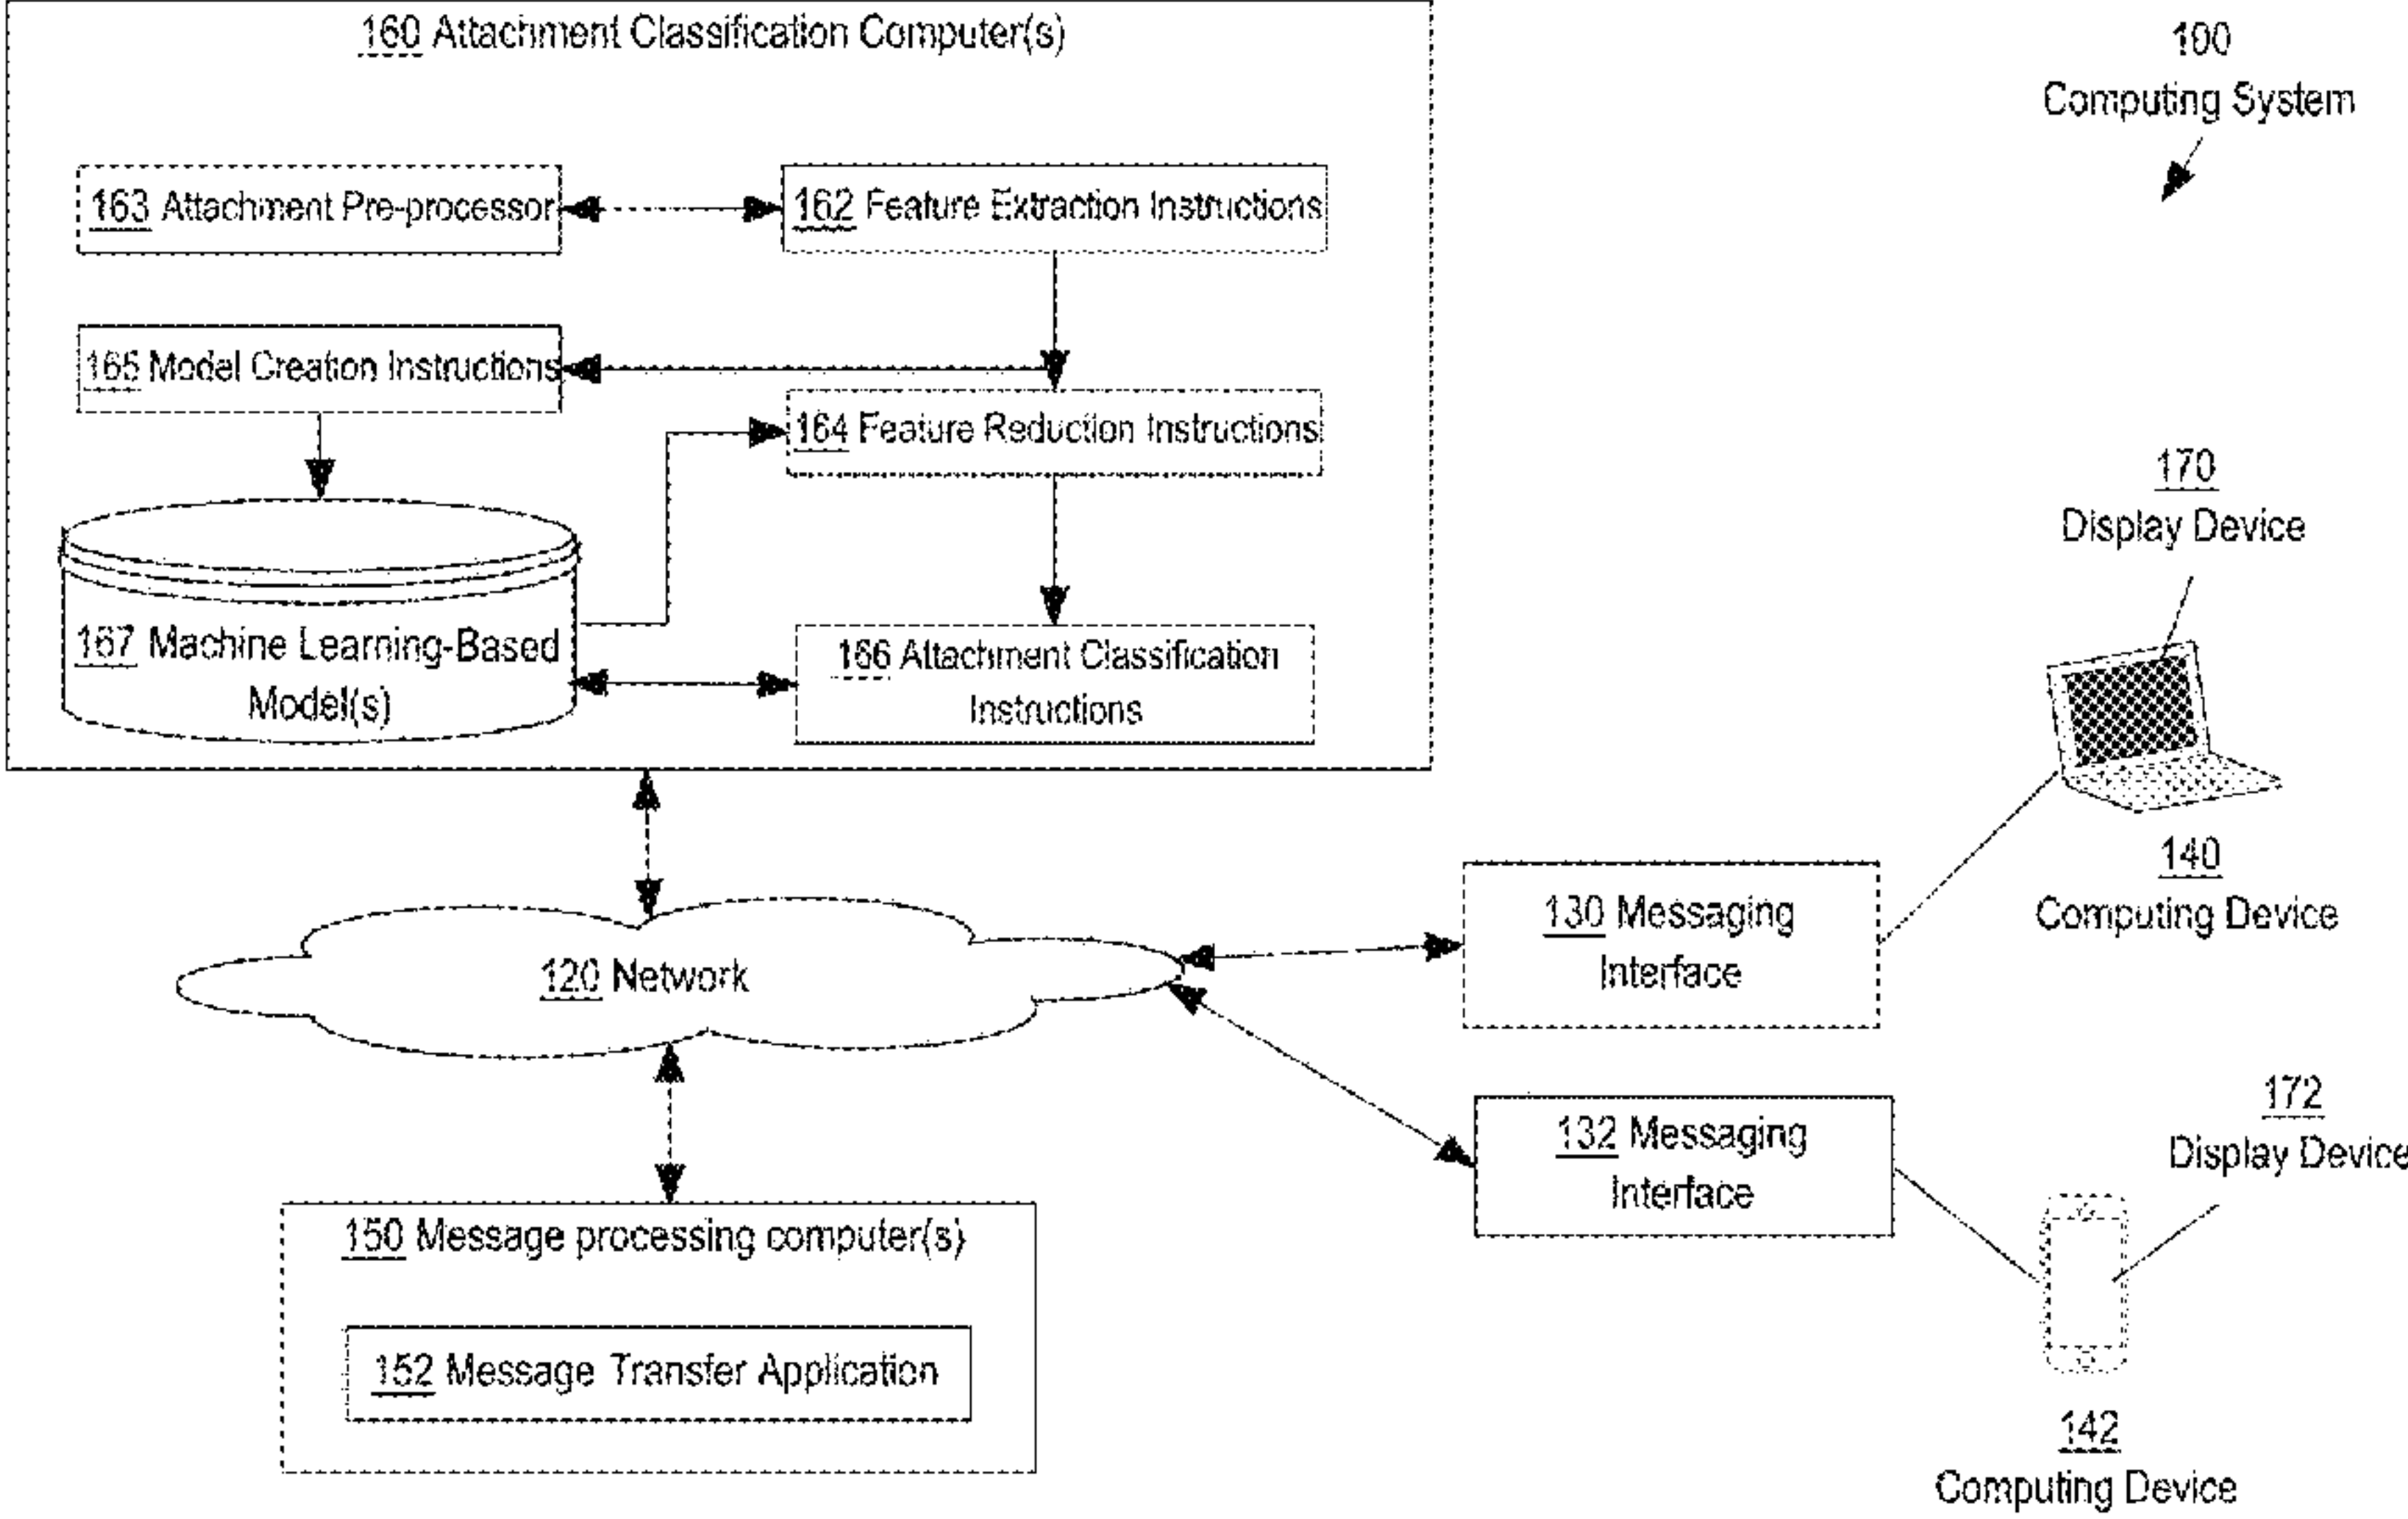 160 Attachment Classification Computer(s)
100
Computing System
163 Attachment Pre-processor
162 Feature Extraction Instructions
165 Model Creation Instructions
164 Feature Reduction Instructions
170
Display Device
167 Machine Learning-Based
Model(s)
166 Attachment Classification
Instructions
140
Computing Device
130 Messaging
Interface
120 Network
172
Display Device
132 Messaging
Interface
150 Message processing computer(s)
152 Message Transfer Application
142
Computing Device